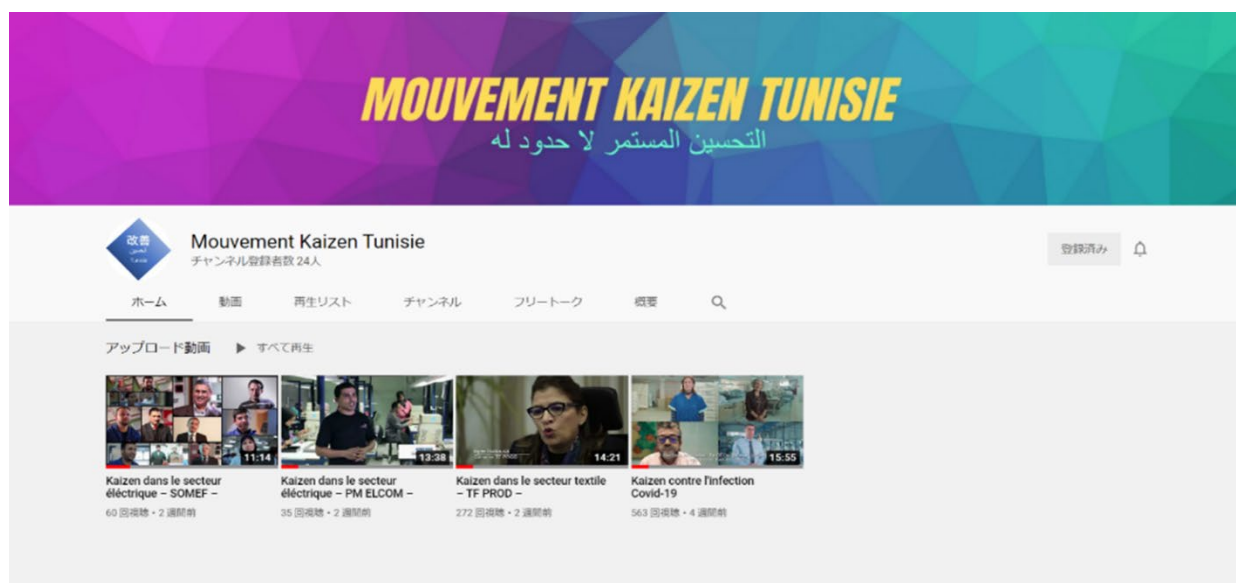 MOUVEMENT KAIZEN TUNISIE
التحسين المستمر لا حدود له
改善
تحسين
Tunisie
Mouvement Kaizen Tunisie
チャンネル登録者数 24人
登録済み
ホーム 動画 再生リスト チャンネル フリートーク 概要
アップロード動画 ▶ すべて再生
11:14 13:38 14:21 15:55
Kaizen dans le secteur
éléctrique – SOMEF –
60 回視聴・2 週間前
Kaizen dans le secteur
éléctrique – PM ELCOM –
35 回視聴・2 週間前
Kaizen dans le secteur textile
– TF PROD –
272 回視聴・2 週間前
Kaizen contre l'infection
Covid-19
563 回視聴・4 週間前